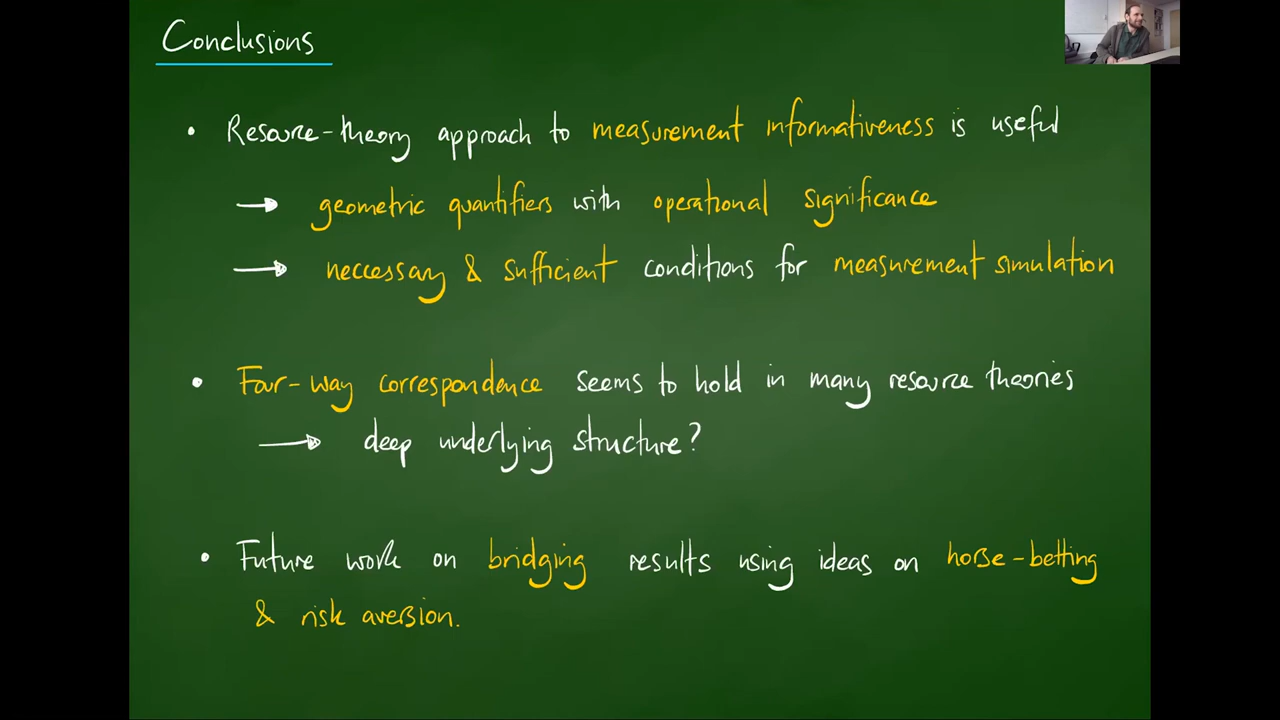 Conclusions
• Resource-theory approach to measurement informativeness is useful
→ geometric quantifiers with operational significance
→ neccessary & sufficient conditions for measurement simulation
• Four-way correspondence seems to hold in many resource theories
→ deep underlying structure?
• Future work on bridging results using ideas on horse-betting
& risk aversion.